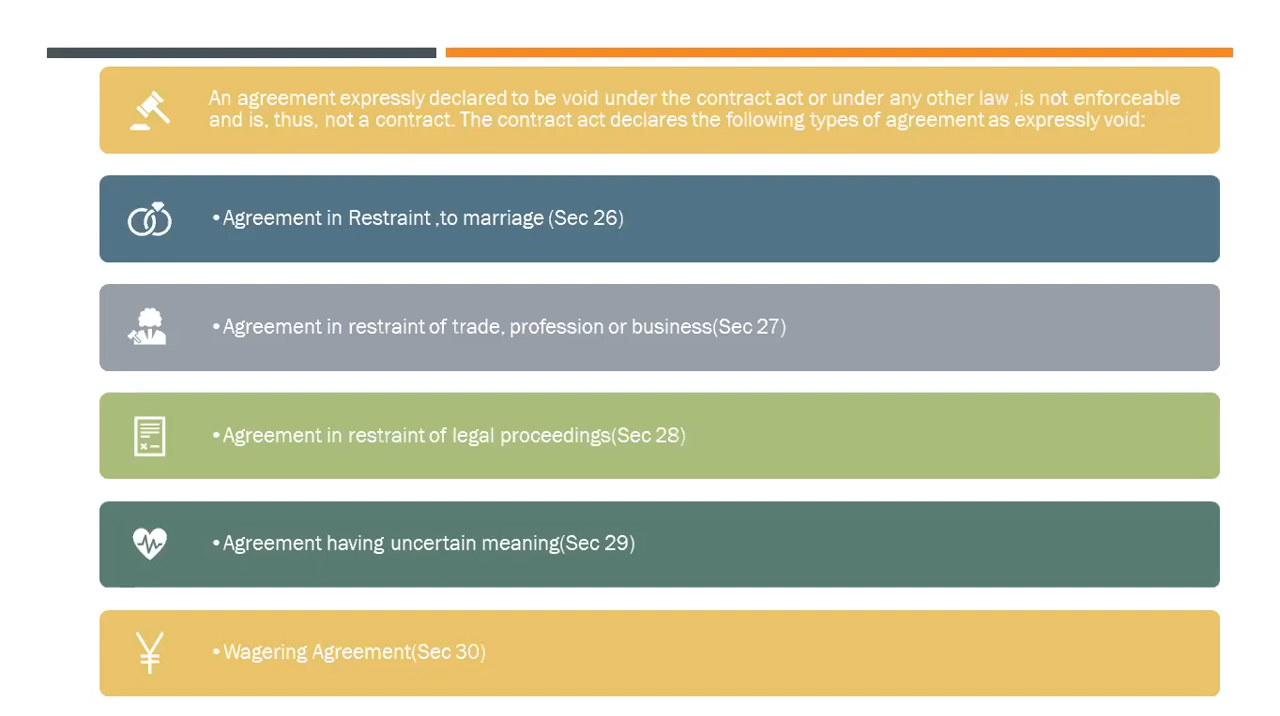 An agreement expressly declared to be void under the contract act or under any other law ,is not enforceable
and is, thus, not a contract. The contract act declares the following types of agreement as expressly void:
•Agreement in Restraint ,to marriage (Sec 26)
•Agreement in restraint of trade, profession or business(Sec 27)
•Agreement in restraint of legal proceedings(Sec 28)
•Agreement having uncertain meaning(Sec 29)
•Wagering Agreement(Sec 30)